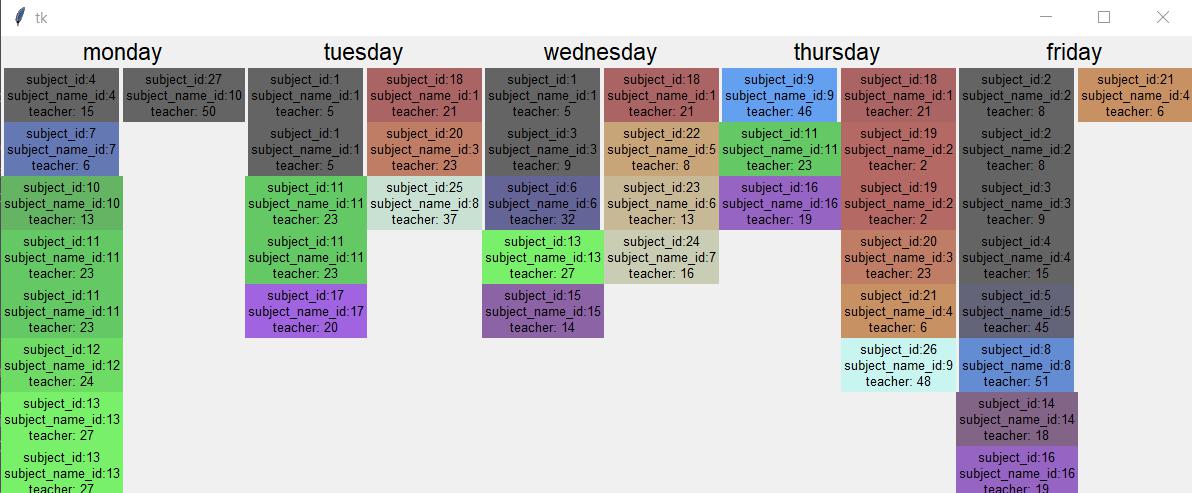 tk
monday
tuesday
wednesday
thursday
friday
subject_id:4
subject_name_id:4
teacher: 15
subject_id:7
subject_name_id:7
teacher: 6
subject_id:10
subject_name_id:10
teacher: 13
subject_id:11
subject_name_id:11
teacher: 23
subject_id:11
subject_name_id:11
teacher: 23
subject_id:12
subject_name_id:12
teacher: 24
subject_id:13
subject_name_id:13
teacher: 27
subject_id:13
subject_name_id:13
teacher: 27
subject_id:27
subject_name_id:10
teacher: 50
subject_id:1
subject_name_id:1
teacher: 5
subject_id:1
subject_name_id:1
teacher: 5
subject_id:11
subject_name_id:11
teacher: 23
subject_id:11
subject_name_id:11
teacher: 23
subject_id:17
subject_name_id:17
teacher: 20
subject_id:18
subject_name_id:1
teacher: 21
subject_id:20
subject_name_id:3
teacher: 23
subject_id:25
subject_name_id:8
teacher: 37
subject_id:1
subject_name_id:1
teacher: 5
subject_id:3
subject_name_id:3
teacher: 9
subject_id:6
subject_name_id:6
teacher: 32
subject_id:13
subject_name_id:13
teacher: 27
subject_id:15
subject_name_id:15
teacher: 14
subject_id:18
subject_name_id:1
teacher: 21
subject_id:22
subject_name_id:5
teacher: 8
subject_id:23
subject_name_id:6
teacher: 13
subject_id:24
subject_name_id:7
teacher: 16
subject_id:9
subject_name_id:9
teacher: 46
subject_id:11
subject_name_id:11
teacher: 23
subject_id:16
subject_name_id:16
teacher: 19
subject_id:18
subject_name_id:1
teacher: 21
subject_id:19
subject_name_id:2
teacher: 2
subject_id:19
subject_name_id:2
teacher: 2
subject_id:20
subject_name_id:3
teacher: 23
subject_id:21
subject_name_id:4
teacher: 6
subject_id:26
subject_name_id:9
teacher: 48
subject_id:2
subject_name_id:2
teacher: 8
subject_id:2
subject_name_id:2
teacher: 8
subject_id:3
subject_name_id:3
teacher: 9
subject_id:4
subject_name_id:4
teacher: 15
subject_id:5
subject_name_id:5
teacher: 45
subject_id:8
subject_name_id:8
teacher: 51
subject_id:14
subject_name_id:14
teacher: 18
subject_id:16
subject_name_id:16
teacher: 19
subject_id:21
subject_name_id:4
teacher: 6